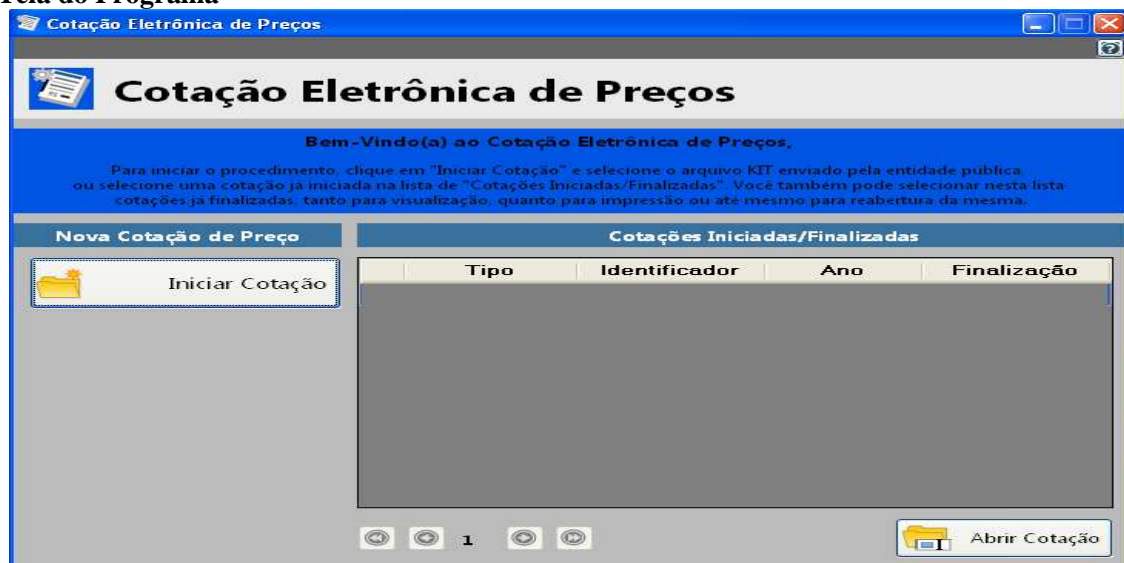 Tela do Programa
Cotação Eletrônica de Preços
Cotação Eletrônica de Preços
Bem-Vindo(a) ao Cotação Eletrônica de Preços,
Para iniciar o procedimento, clique em "Iniciar Cotação" e selecione o arquivo KIT enviado pela entidade pública.
ou selecione uma cotação já iniciada na lista de "Cotações Iniciadas/Finalizadas". Você também pode selecionar nesta lista
cotações já finalizadas, tanto para visualização, quanto para impressão ou até mesmo para reabertura da mesma.
Nova Cotação de Preço
Cotações Iniciadas/Finalizadas
Iniciar Cotação
Tipo Identificador Ano Finalização
1
Abrir Cotação